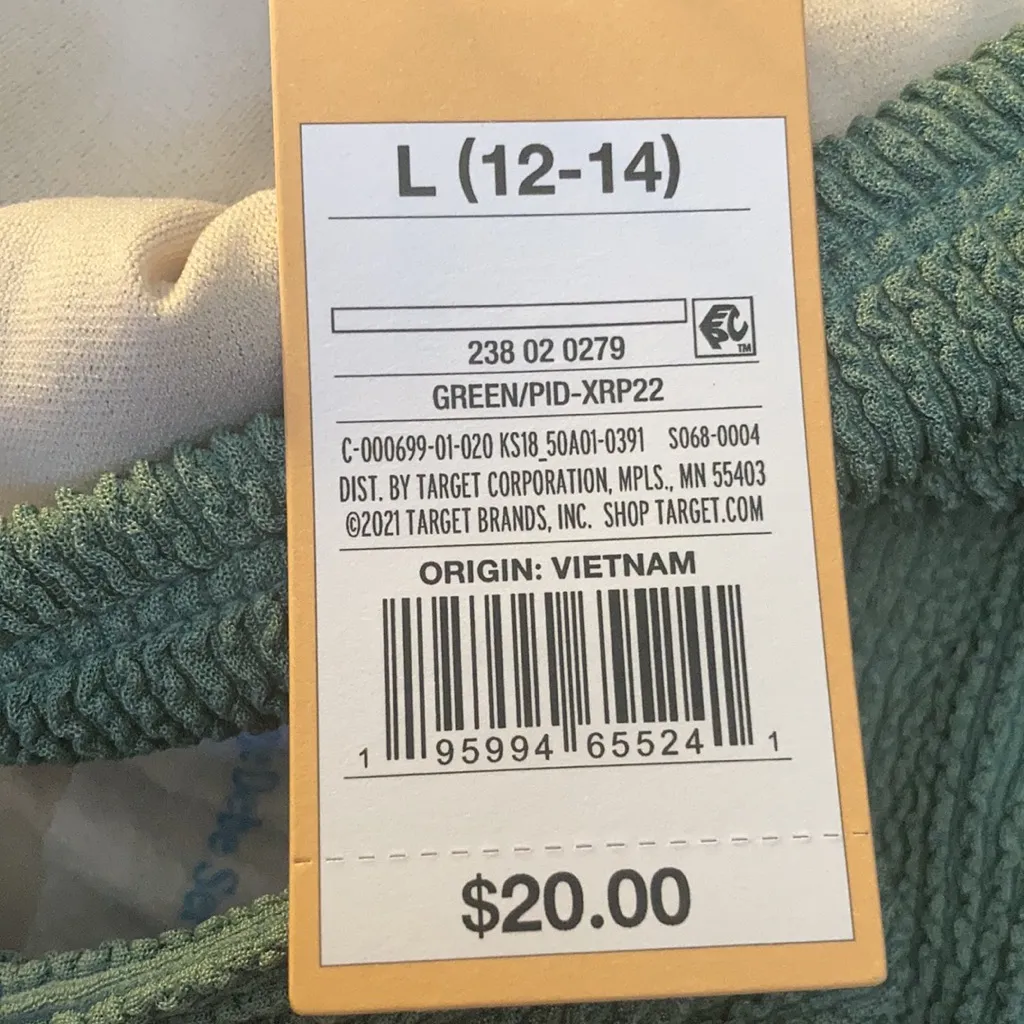 L (12-14)
TM
238 02 0279
GREEN/PID-XRP22
C-000699-01-020 KS18_50A01-0391 S068-0004
DIST. BY TARGET CORPORATION, MPLS., MN 55403
©2021 TARGET BRANDS, INC. SHOP TARGET.COM
ORIGIN: VIETNAM
1 95994 65524 1
$20.00